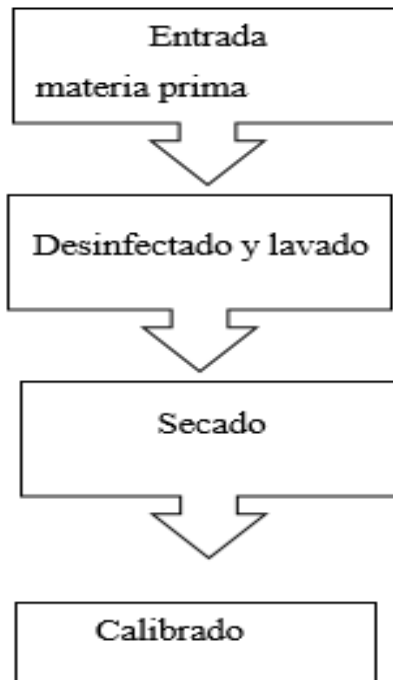 Entrada
materia prima
Desinfectado y lavado
Secado
Calibrado